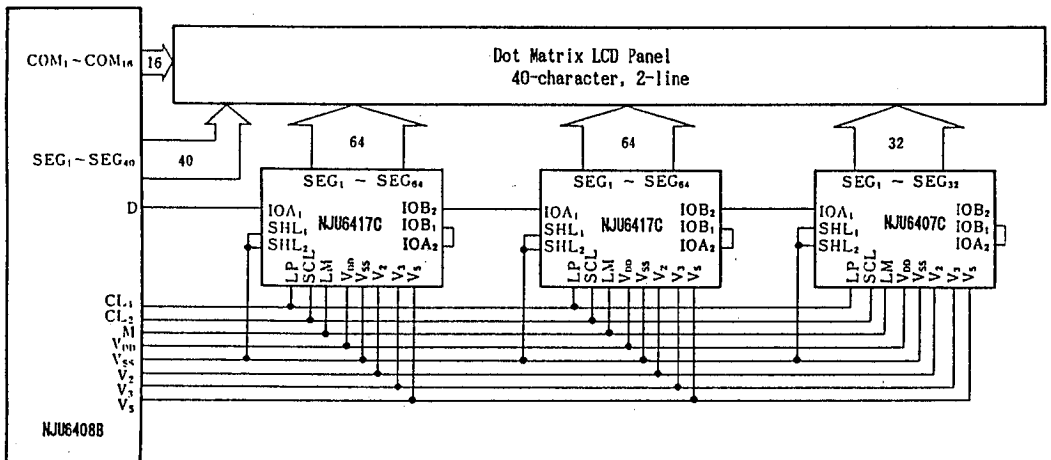 COM₁~COM₁₆
16
Dot Matrix LCD Panel
40-character, 2-line
SEG₁~SEG₄₀
40
64
64
32
D
SEG₁ ~ SEG₆₄
IOA₁
IOB₂
SHL₁
NJU6417C
IOB₁
SHL₂
IOA₂
LP
SCL
LM
V_DD
V_SS
V₂
V₃
V₅
SEG₁ ~ SEG₆₄
IOA₁
IOB₂
SHL₁
NJU6417C
IOB₁
SHL₂
IOA₂
LP
SCL
LM
V_DD
V_SS
V₂
V₃
V₅
SEG₁ ~ SEG₃₂
IOA₁
IOB₂
SHL₁
NJU6407C
IOB₁
SHL₂
IOA₂
LP
SCL
LM
V_DD
V_SS
V₂
V₃
V₅
CL₁
CL₂
M
V_DD
V_SS
V₂
V₃
V₅
NJU6408B